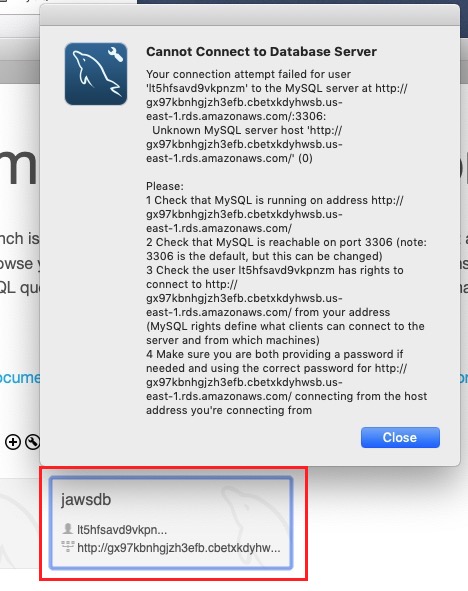 Cannot Connect to Database Server
Your connection attempt failed for user
'lt5hfsavd9vkpnzm' to the MySQL server at http://
gx97kbnhgjzh3efb.cbetxkdyhwsb.us-
east-1.rds.amazonaws.com/:3306:
Unknown MySQL server host 'http://
gx97kbnhgjzh3efb.cbetxkdyhwsb.us-
east-1.rds.amazonaws.com/' (0)
Please:
1 Check that MySQL is running on address http://
gx97kbnhgjzh3efb.cbetxkdyhwsb.us-
east-1.rds.amazonaws.com/
2 Check that MySQL is reachable on port 3306 (note:
3306 is the default, but this can be changed)
3 Check the user lt5hfsavd9vkpnzm has rights to
connect to http://
gx97kbnhgjzh3efb.cbetxkdyhwsb.us-
east-1.rds.amazonaws.com/ from your address
(MySQL rights define what clients can connect to the
server and from which machines)
4 Make sure you are both providing a password if
needed and using the correct password for http://
gx97kbnhgjzh3efb.cbetxkdyhwsb.us-
east-1.rds.amazonaws.com/ connecting from the host
address you're connecting from
Close
nch is
owse y
QL que
ocume
jawsdb
lt5hfsavd9vkpn...
http://gx97kbnhgjzh3efb.cbetxkdyhw...